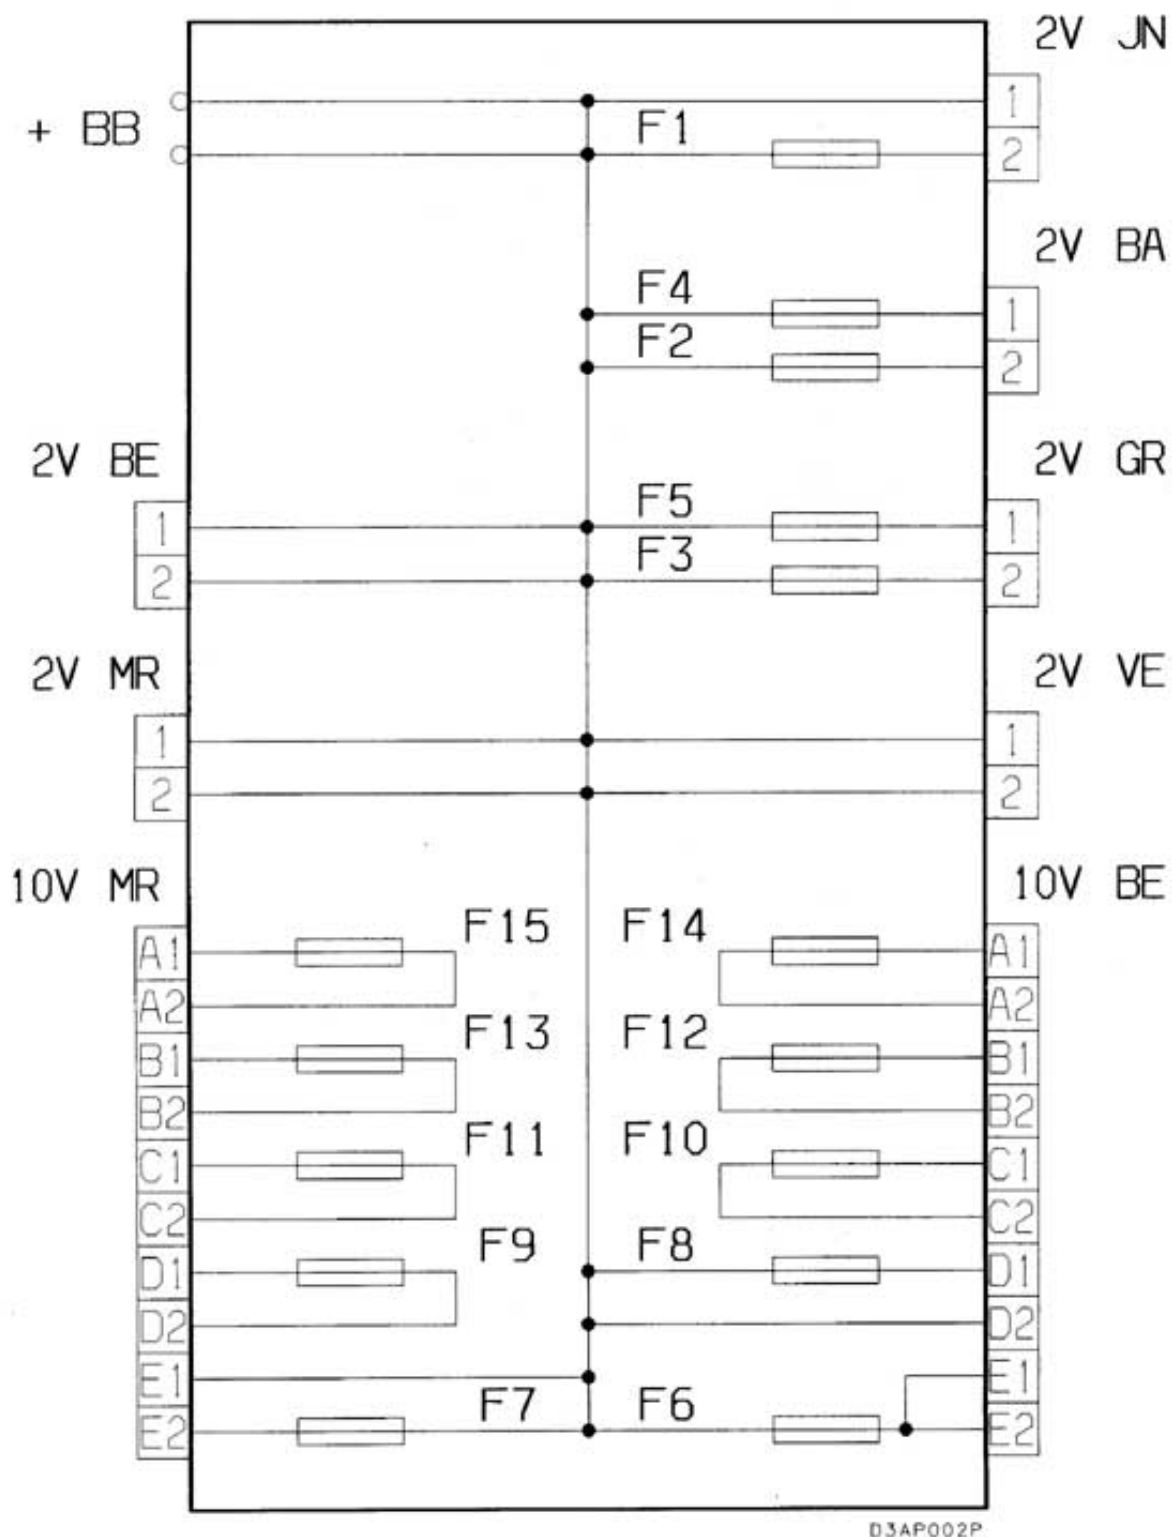 2V JN
1
+ BB
F1
2
2V BA
F4
1
F2
2
2V BE
2V GR
1
F5
1
2
F3
2
2V MR
2V VE
1
1
2
2
10V MR
10V BE
A1
F15
F14
A1
A2
A2
B1
F13
F12
B1
B2
B2
C1
F11
F10
C1
C2
C2
D1
F9
F8
D1
D2
D2
E1
E1
E2
F7
F6
E2
D3AP002P